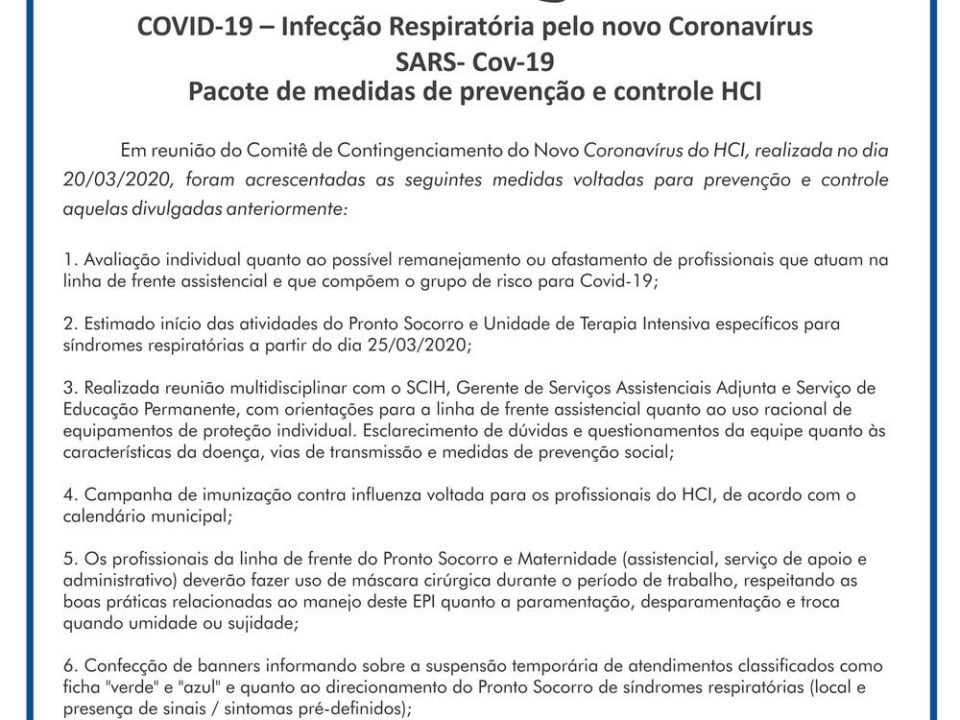 COVID-19 – Infecção Respiratória pelo novo Coronavírus
SARS- Cov-19
Pacote de medidas de prevenção e controle HCI
Em reunião do Comitê de Contingenciamento do Novo Coronavírus do HCI, realizada no dia
20/03/2020, foram acrescentadas as seguintes medidas voltadas para prevenção e controle
aquelas divulgadas anteriormente:
1. Avaliação individual quanto ao possível remanejamento ou afastamento de profissionais que atuam na
linha de frente assistencial e que compõem o grupo de risco para Covid-19;
2. Estimado início das atividades do Pronto Socorro e Unidade de Terapia Intensiva específicos para
síndromes respiratórias a partir do dia 25/03/2020;
3. Realizada reunião multidisciplinar com o SCIH, Gerente de Serviços Assistenciais Adjunta e Serviço de
Educação Permanente, com orientações para a linha de frente assistencial quanto ao uso racional de
equipamentos de proteção individual. Esclarecimento de dúvidas e questionamentos da equipe quanto às
características da doença, vias de transmissão e medidas de prevenção social;
4. Campanha de imunização contra influenza voltada para os profissionais do HCI, de acordo com o
calendário municipal;
5. Os profissionais da linha de frente do Pronto Socorro e Maternidade (assistencial, serviço de apoio e
administrativo) deverão fazer uso de máscara cirúrgica durante o período de trabalho, respeitando as
boas práticas relacionadas ao manejo deste EPI quanto a paramentação, desparamentação e troca
quando umidade ou sujidade;
6. Confecção de banners informando sobre a suspensão temporária de atendimentos classificados como
ficha "verde" e "azul" e quanto ao direcionamento do Pronto Socorro de síndromes respiratórias (local e
presença de sinais / sintomas pré-definidos);